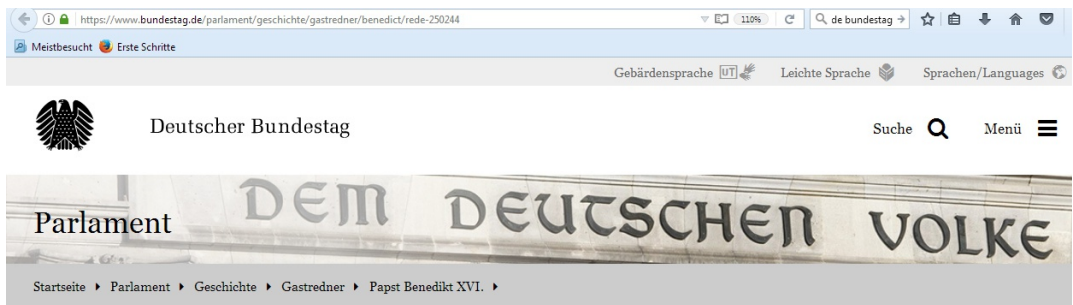 https://www.bundestag.de/parlament/geschichte/gastredner/benedict/rede-250244 110% de bundestag
Meistbesucht Erste Schritte
Gebärdensprache UT Leichte Sprache Sprachen/Languages
Deutscher Bundestag Suche Menü
DEM DEUTSCHEN VOLKE
Parlament
Startseite Parlament Geschichte Gastredner Papst Benedikt XVI.